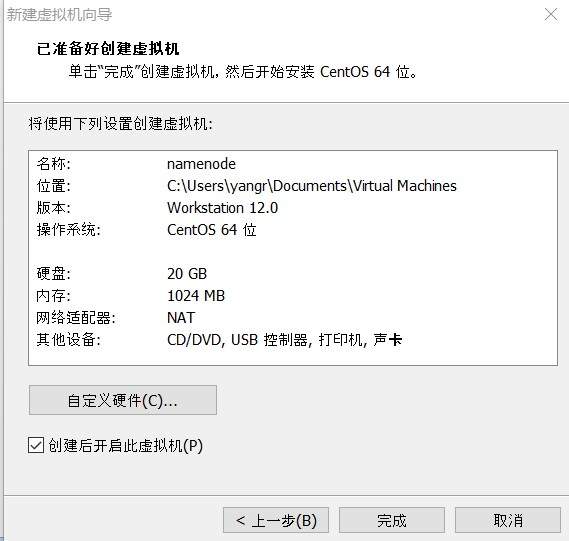 新建虚拟机向导
已准备好创建虚拟机
单击“完成”创建虚拟机，然后开始安装 CentOS 64 位。
将使用下列设置创建虚拟机:
名称: namenode
位置: C:\Users\yangr\Documents\Virtual Machines
版本: Workstation 12.0
操作系统: CentOS 64 位
硬盘: 20 GB
内存: 1024 MB
网络适配器: NAT
其他设备: CD/DVD, USB 控制器, 打印机, 声卡
自定义硬件(C)...
创建后开启此虚拟机(P)
< 上一步(B) 完成 取消